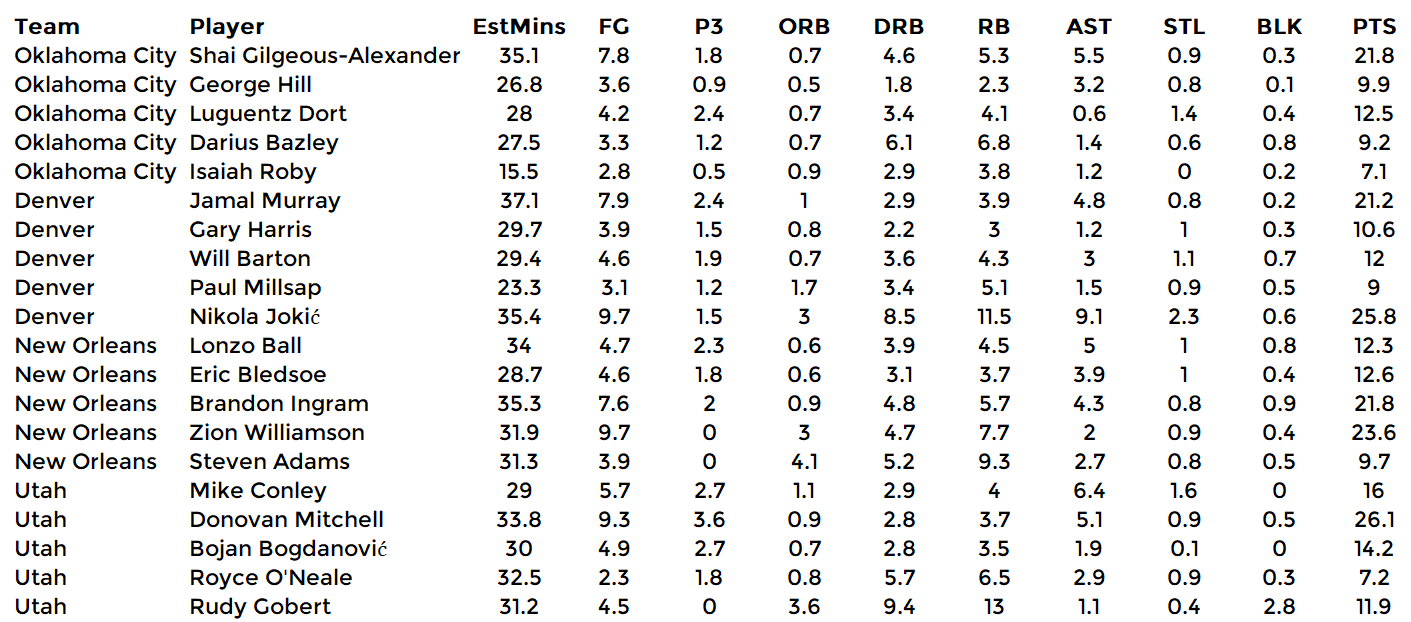 Team Player EstMins FG P3 ORB DRB RB AST STL BLK PTS
Oklahoma City Shai Gilgeous-Alexander 35.1 7.8 1.8 0.7 4.6 5.3 5.5 0.9 0.3 21.8
Oklahoma City George Hill 26.8 3.6 0.9 0.5 1.8 2.3 3.2 0.8 0.1 9.9
Oklahoma City Luguentz Dort 28 4.2 2.4 0.7 3.4 4.1 0.6 1.4 0.4 12.5
Oklahoma City Darius Bazley 27.5 3.3 1.2 0.7 6.1 6.8 1.4 0.6 0.8 9.2
Oklahoma City Isaiah Roby 15.5 2.8 0.5 0.9 2.9 3.8 1.2 0 0.2 7.1
Denver Jamal Murray 37.1 7.9 2.4 1 2.9 3.9 4.8 0.8 0.2 21.2
Denver Gary Harris 29.7 3.9 1.5 0.8 2.2 3 1.2 1 0.3 10.6
Denver Will Barton 29.4 4.6 1.9 0.7 3.6 4.3 3 1.1 0.7 12
Denver Paul Millsap 23.3 3.1 1.2 1.7 3.4 5.1 1.5 0.9 0.5 9
Denver Nikola Jokić 35.4 9.7 1.5 3 8.5 11.5 9.1 2.3 0.6 25.8
New Orleans Lonzo Ball 34 4.7 2.3 0.6 3.9 4.5 5 1 0.8 12.3
New Orleans Eric Bledsoe 28.7 4.6 1.8 0.6 3.1 3.7 3.9 1 0.4 12.6
New Orleans Brandon Ingram 35.3 7.6 2 0.9 4.8 5.7 4.3 0.8 0.9 21.8
New Orleans Zion Williamson 31.9 9.7 0 3 4.7 7.7 2 0.9 0.4 23.6
New Orleans Steven Adams 31.3 3.9 0 4.1 5.2 9.3 2.7 0.8 0.5 9.7
Utah Mike Conley 29 5.7 2.7 1.1 2.9 4 6.4 1.6 0 16
Utah Donovan Mitchell 33.8 9.3 3.6 0.9 2.8 3.7 5.1 0.9 0.5 26.1
Utah Bojan Bogdanović 30 4.9 2.7 0.7 2.8 3.5 1.9 0.1 0 14.2
Utah Royce O'Neale 32.5 2.3 1.8 0.8 5.7 6.5 2.9 0.9 0.3 7.2
Utah Rudy Gobert 31.2 4.5 0 3.6 9.4 13 1.1 0.4 2.8 11.9